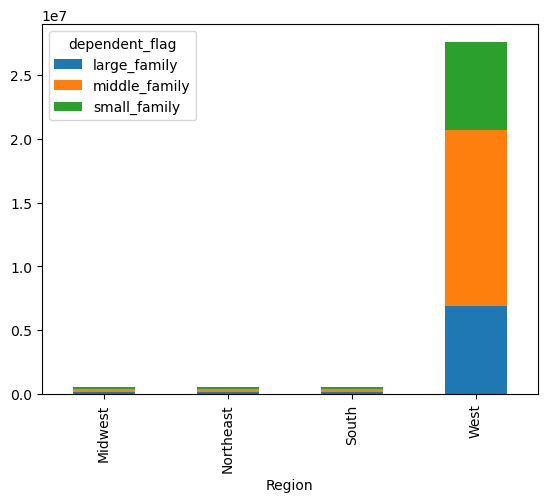 1e7
dependent_flag
large_family
middle_family
small_family
2.5
2.0
1.5
1.0
0.5
0.0
Midwest
Northeast
South
West
Region